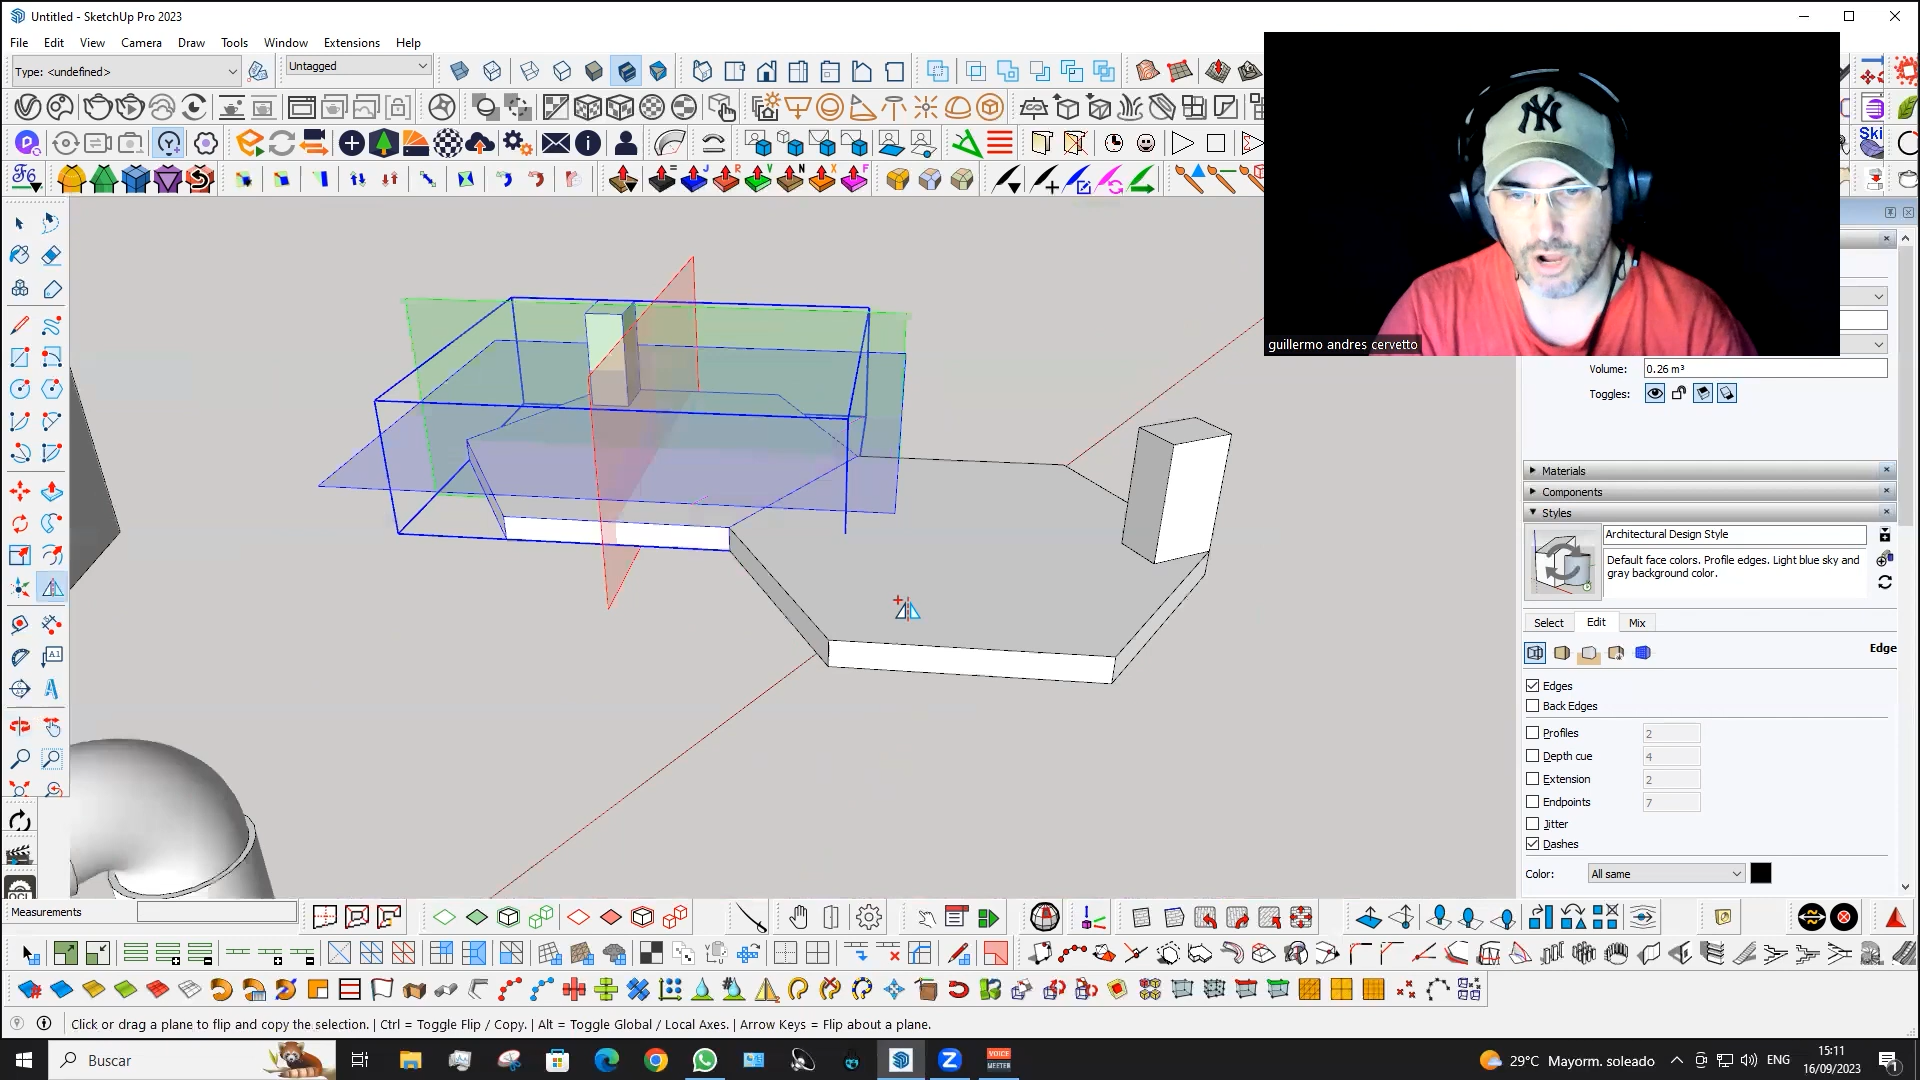 Untitled - SketchUp Pro 2023
File Edit View Camera Draw Tools Window Extensions Help
Type: <undefined>
Untagged
guillermo andres cervetto
Volume: 0.26 m³
Toggles:
Materials
Components
Styles
Architectural Design Style
Default face colors. Profile edges. Light blue sky and
gray background color.
Select Edit Mix
Edge
Edges
Back Edges
Profiles 2
Depth cue 4
Extension 2
Endpoints 7
Jitter
Dashes
Color: All same
Measurements
Click or drag a plane to flip and copy the selection. | Ctrl = Toggle Flip / Copy. | Alt = Toggle Global / Local Axes. | Arrow Keys = Flip about a plane.
Buscar
VOICE
MEETER
29°C Mayorm. soleado
ENG
15:11
16/09/2023